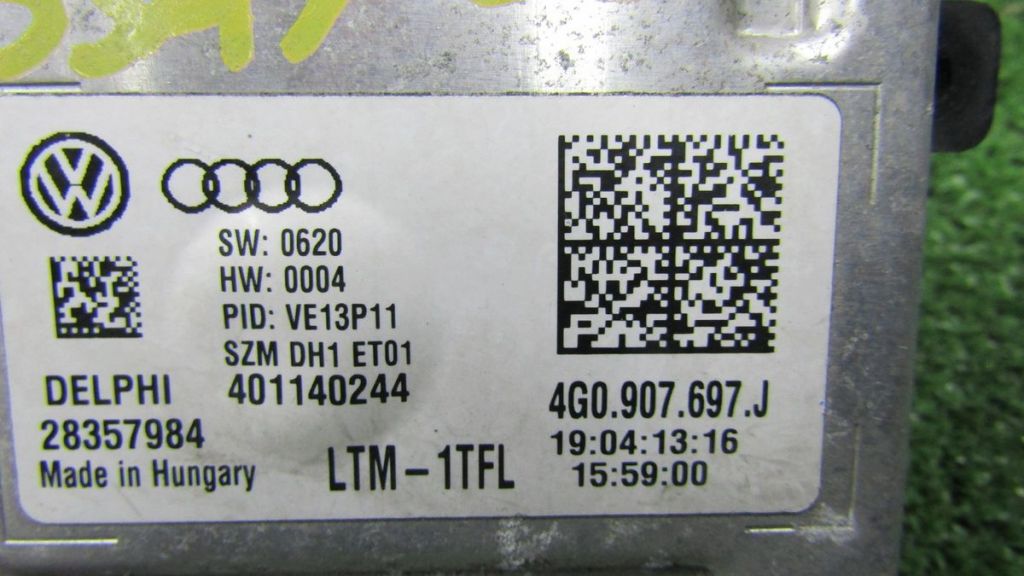 SW: 0620
HW: 0004
PID: VE13P11
SZM DH1 ET01
DELPHI 401140244
28357984
Made in Hungary
LTM-1TFL
4G0.907.697.J
19:04:13:16
15:59:00